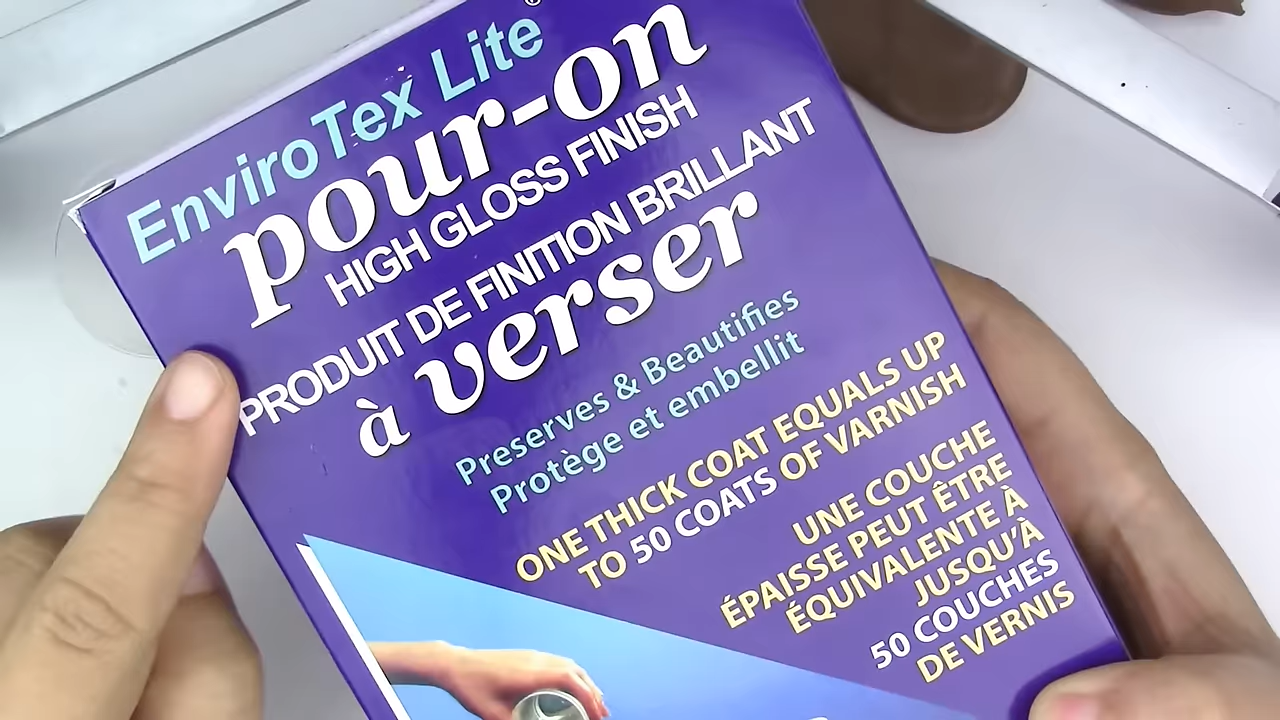 EnviroTex Lite®
pour-on
HIGH GLOSS FINISH
PRODUIT DE FINITION BRILLANT
à verser
Preserves & Beautifies
Protège et embellit
ONE THICK COAT EQUALS UP
TO 50 COATS OF VARNISH
UNE COUCHE
ÉPAISSE PEUT ÊTRE
ÉQUIVALENTE À
JUSQU'À
50 COUCHES
DE VERNIS